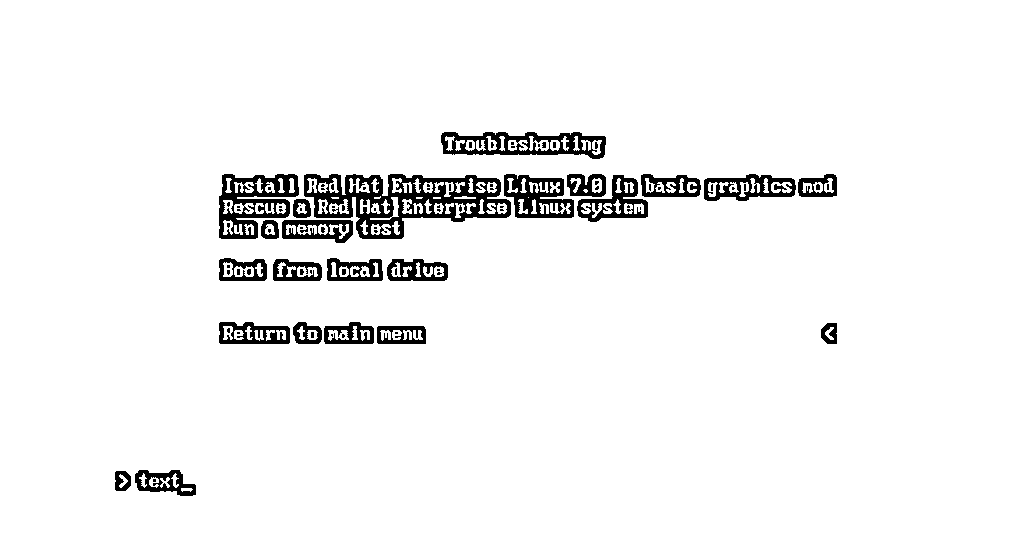 Troubleshooting
Install Red Hat Enterprise Linux 7.0 in basic graphics mod
Rescue a Red Hat Enterprise Linux system
Run a memory test
Boot from local drive
Return to main menu <
> text_